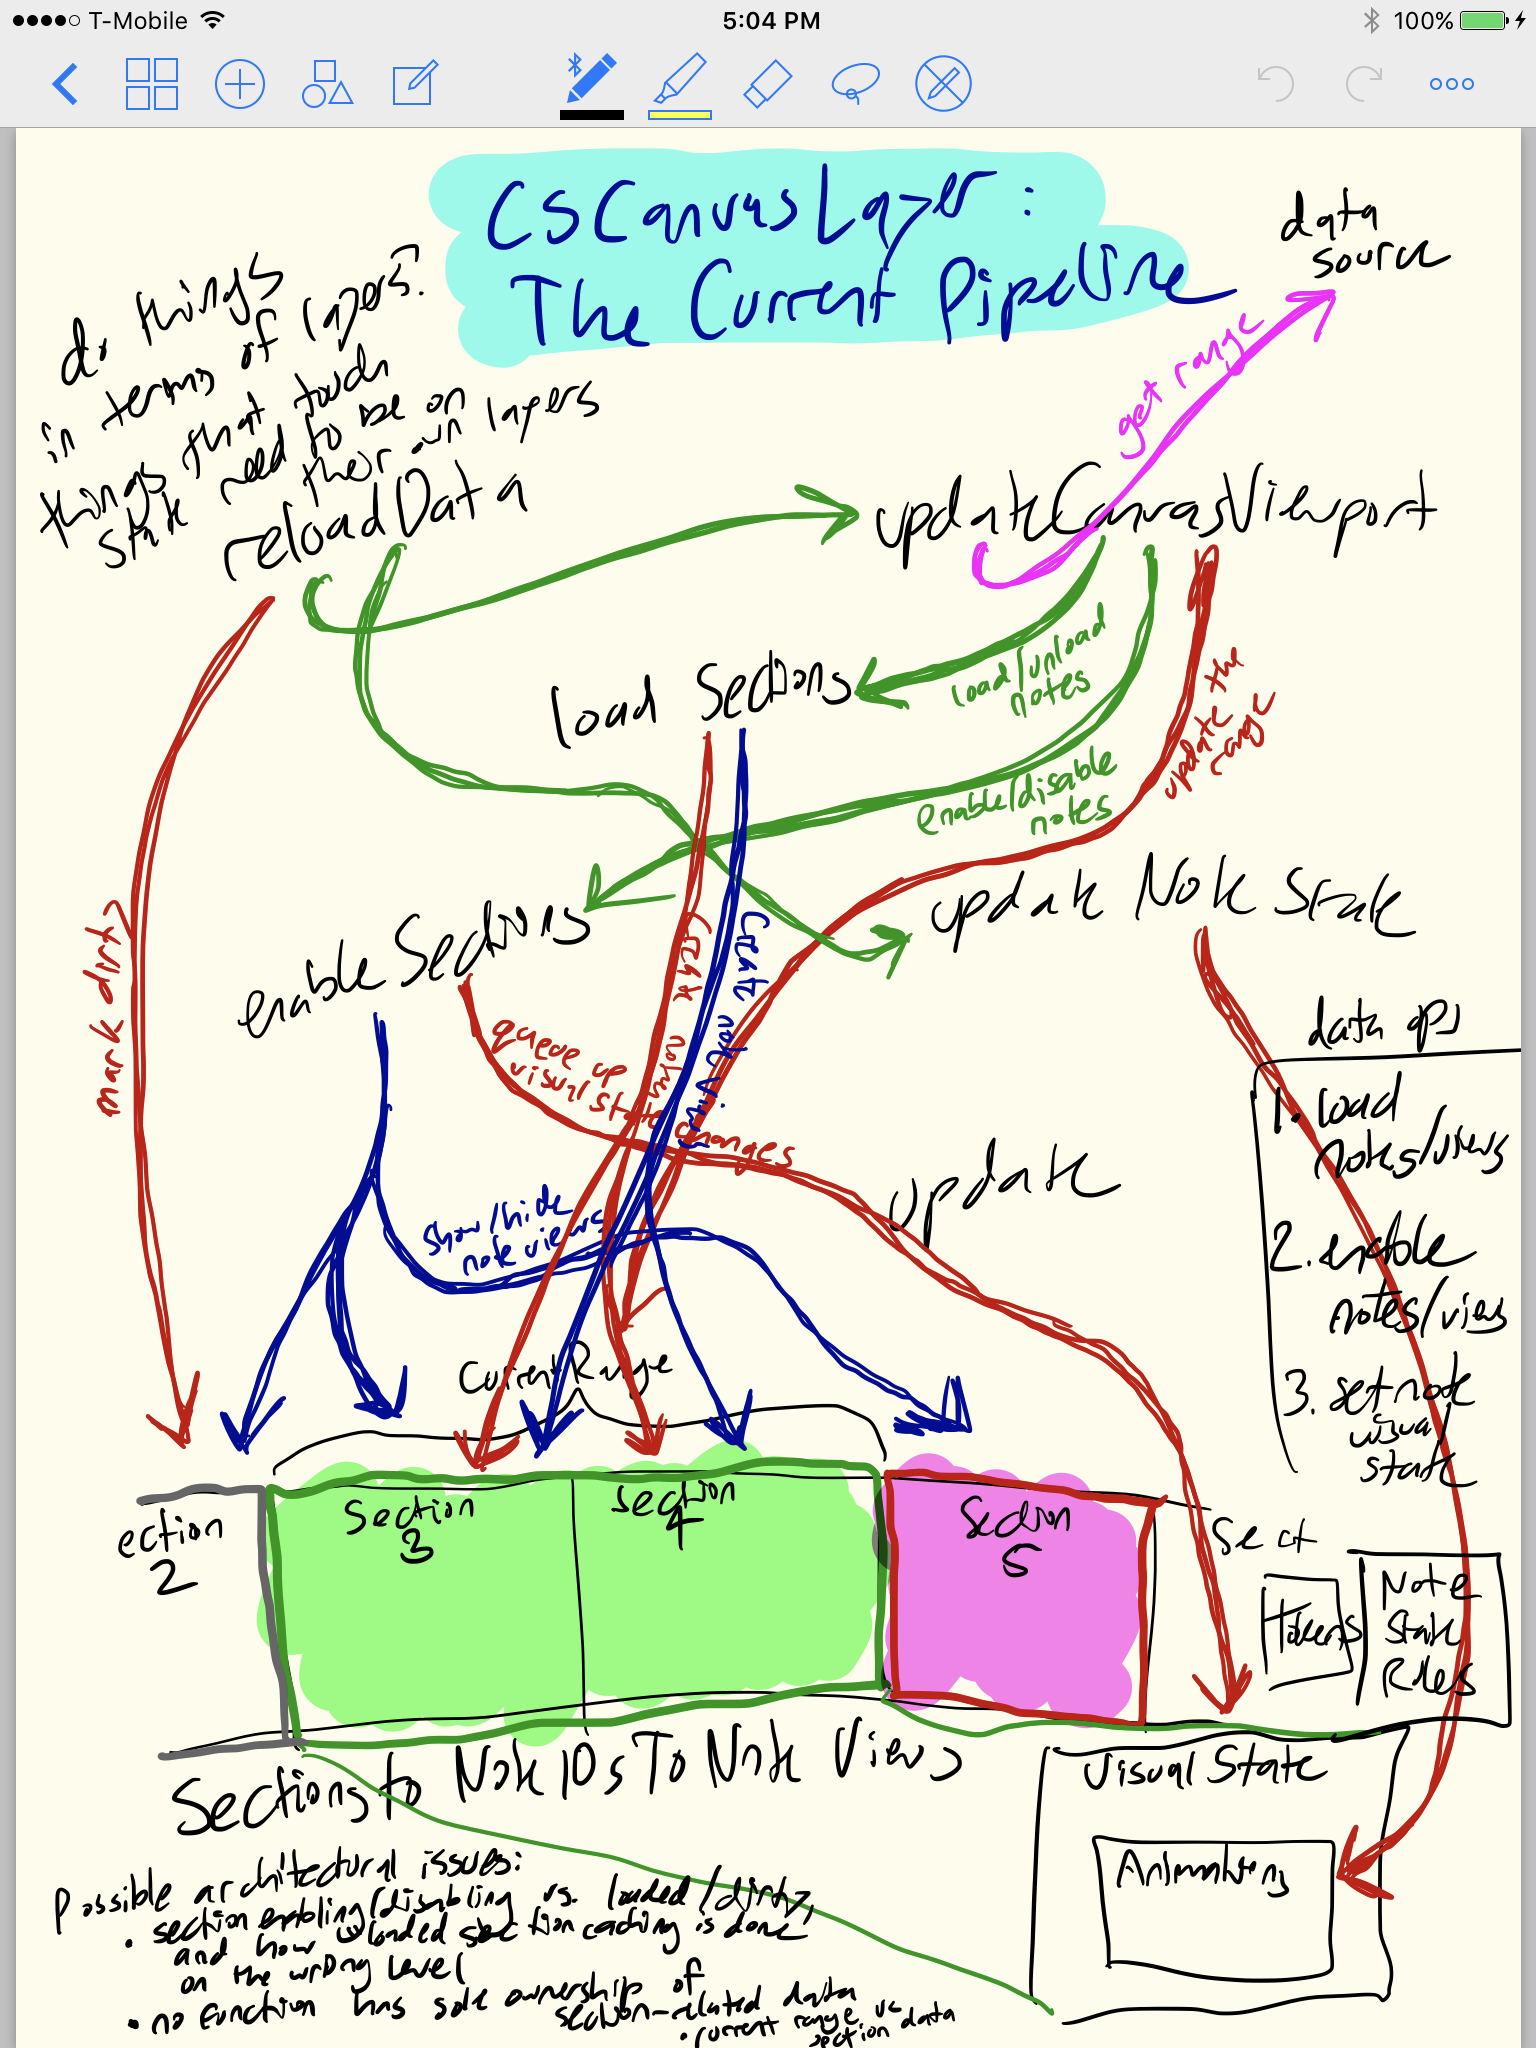 T-Mobile
5:04 PM
100%
CSCanvasLayer:
The Current Pipeline
data
source
do things
in terms of layers?
things that touch
state need to be on
their own layers
get range
reloadData
updateCanvasViewport
load Sections
load/unload
notes
update the
range
enable/disable
notes
enable Sections
update Note State
mark dirty
queue up
visual state changes
create note
create note views
show/hide
note views
update
data ops
1. load
notes/views
2. enable
notes/views
3. set note
visual
state
Current Range
ection
2
Section
3
Section
4
Section
5
Sect
Tokens
Note
State
Rules
Sections to Note IDs To Note Views
Visual State
Animations
Possible architectural issues:
• section enabling/disabling vs. loaded/dirty,
and how unloaded section caching is done
on the wrong level
• no function has sole ownership of
section-related data
• current range vs
section data